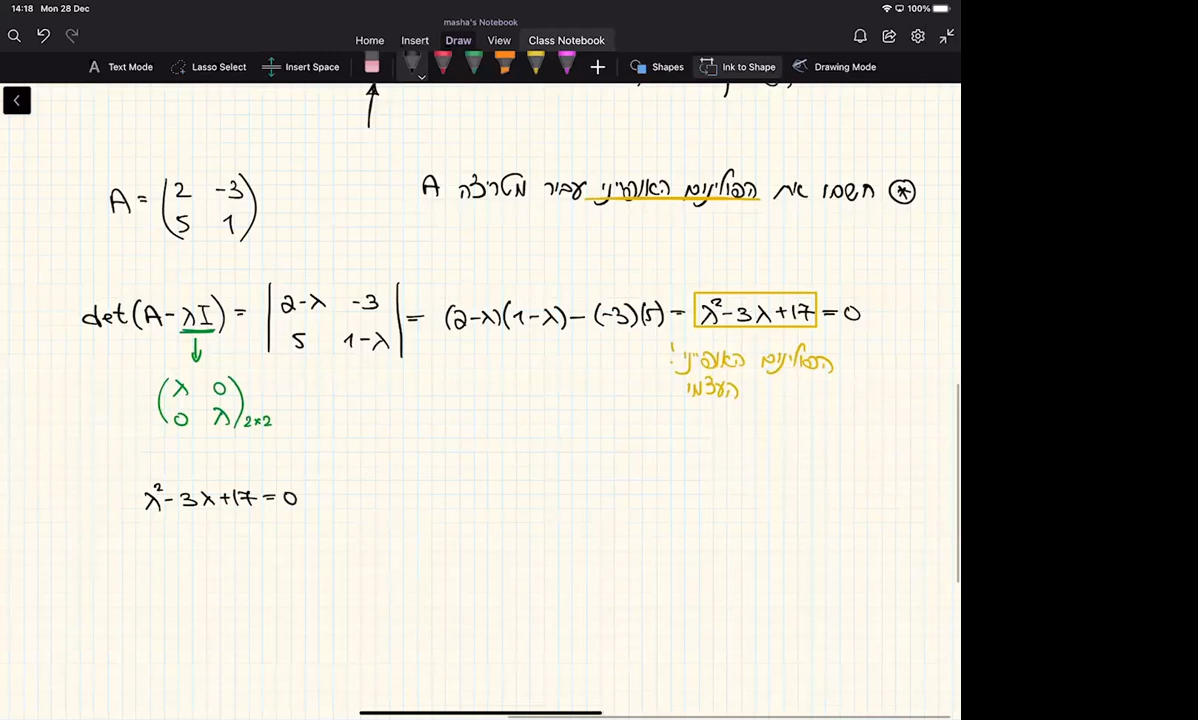 14:18 Mon 28 Dec
100%
masha's Notebook
Home Insert Draw View Class Notebook
Text Mode Lasso Select Insert Space Shapes Ink to Shape Drawing Mode
A = (2 -3
5 1)
⊛ חשבו את הפולינום האופייני עבור מטריצה A
det(A - λI) = |2-λ -3
5 1-λ| = (2-λ)(1-λ) - (-3)(5) = λ² - 3λ + 17 = 0
הפולינום האופייני!
העצמי
(λ 0
0 λ)2×2
λ² - 3λ + 17 = 0